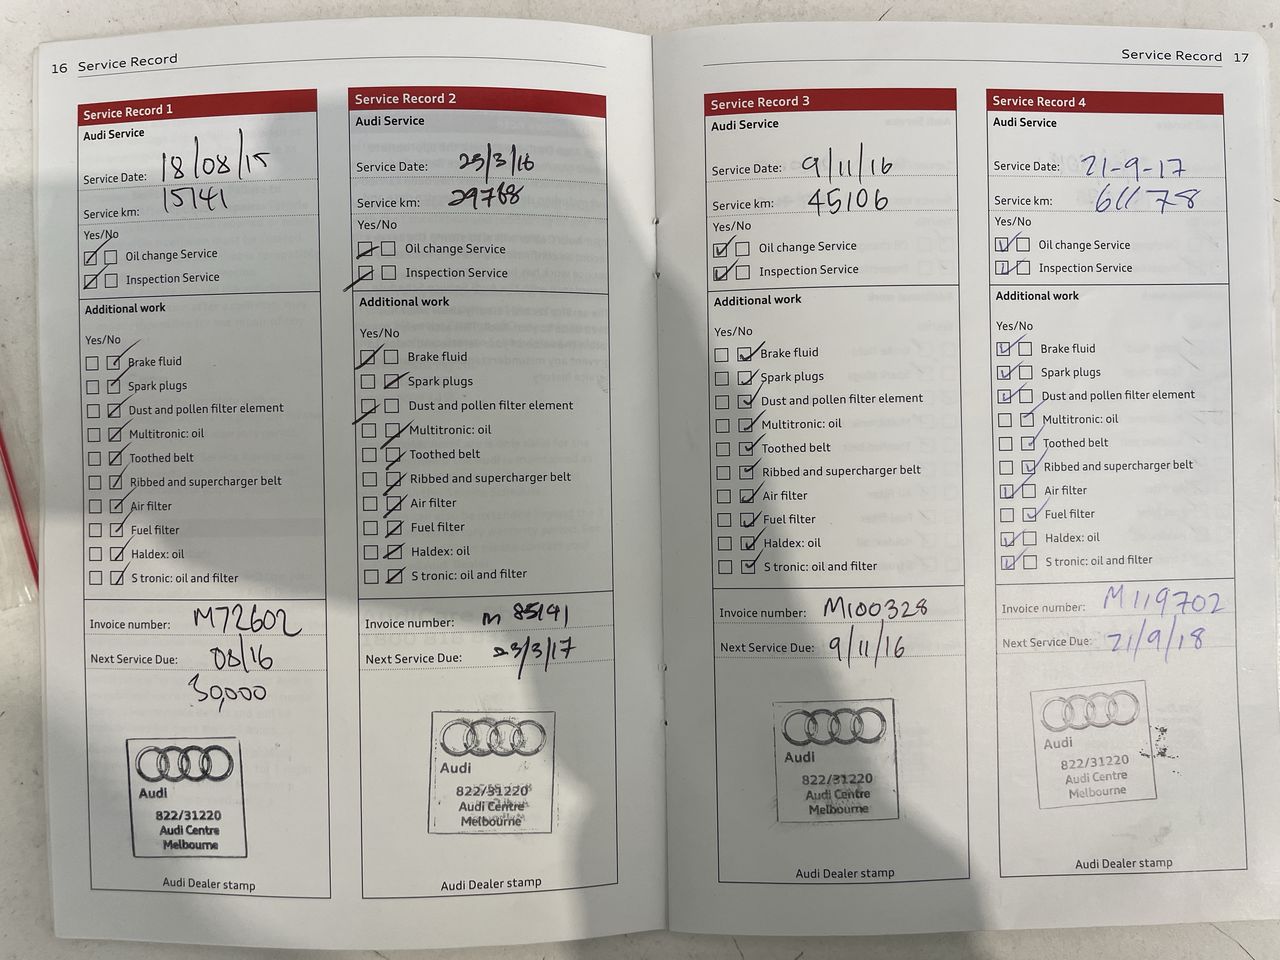 16 Service Record
Service Record 1
Audi Service
Service Date: 18/08/15
Service km: 15141
Yes/No
Oil change Service
Inspection Service
Additional work
Yes/No
Brake fluid
Spark plugs
Dust and pollen filter element
Multitronic: oil
Toothed belt
Ribbed and supercharger belt
Air filter
Fuel filter
Haldex: oil
S tronic: oil and filter
Invoice number: M72602
Next Service Due: 08/16
30,000
Audi
822/31220
Audi Centre
Melbourne
Audi Dealer stamp
Service Record 2
Audi Service
Service Date: 23/3/16
Service km: 29768
Yes/No
Oil change Service
Inspection Service
Additional work
Yes/No
Brake fluid
Spark plugs
Dust and pollen filter element
Multitronic: oil
Toothed belt
Ribbed and supercharger belt
Air filter
Fuel filter
Haldex: oil
S tronic: oil and filter
Invoice number: M 85191
Next Service Due: 23/3/17
Audi
822/31220
Audi Centre
Melbourne
Audi Dealer stamp
Service Record 17
Service Record 3
Audi Service
Service Date: 9/11/16
Service km: 45106
Yes/No
Oil change Service
Inspection Service
Additional work
Yes/No
Brake fluid
Spark plugs
Dust and pollen filter element
Multitronic: oil
Toothed belt
Ribbed and supercharger belt
Air filter
Fuel filter
Haldex: oil
S tronic: oil and filter
Invoice number: M100328
Next Service Due: 9/11/16
Audi
822/31220
Audi Centre
Melbourne
Audi Dealer stamp
Service Record 4
Audi Service
Service Date: 21-9-17
Service km: 61178
Yes/No
Oil change Service
Inspection Service
Additional work
Yes/No
Brake fluid
Spark plugs
Dust and pollen filter element
Multitronic: oil
Toothed belt
Ribbed and supercharger belt
Air filter
Fuel filter
Haldex: oil
S tronic: oil and filter
Invoice number: M119702
Next Service Due: 21/9/18
Audi
822/31220
Audi Centre
Melbourne
Audi Dealer stamp